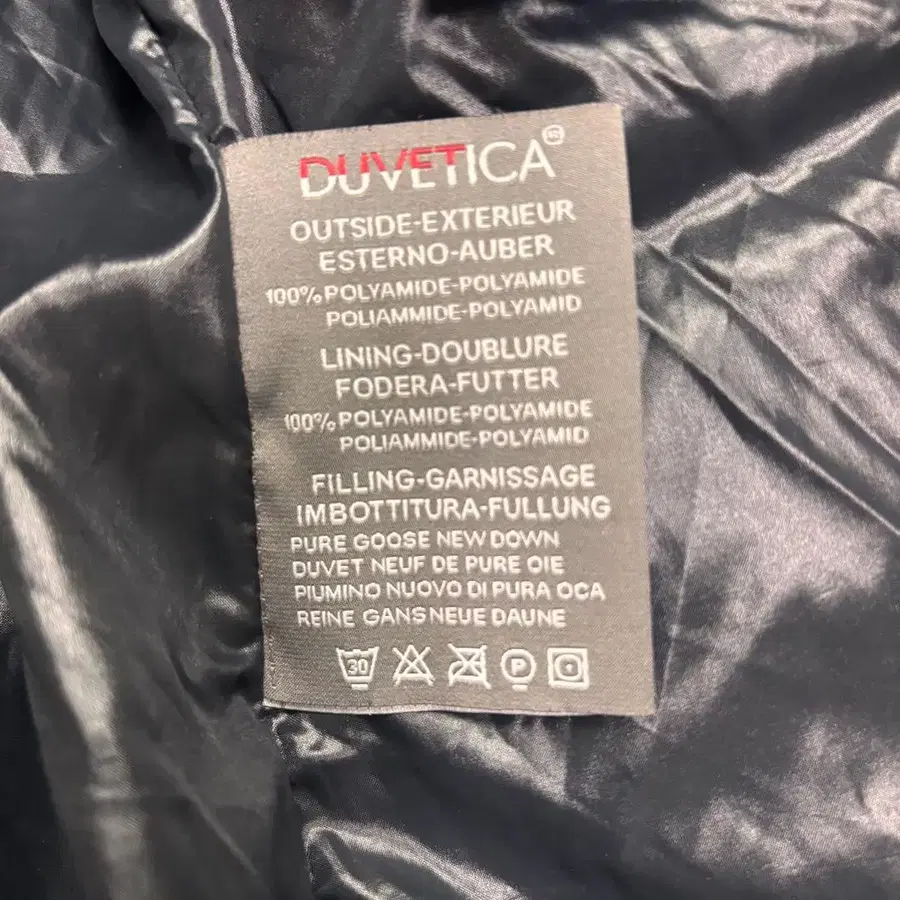 DUVETICA
OUTSIDE-EXTERIEUR
ESTERNO-AUBER
100% POLYAMIDE-POLYAMIDE
POLIAMMIDE-POLYAMID
LINING-DOUBLURE
FODERA-FUTTER
100% POLYAMIDE-POLYAMIDE
POLIAMMIDE-POLYAMID
FILLING-GARNISSAGE
IMBOTTITURA-FULLUNG
PURE GOOSE NEW DOWN
DUVET NEUF DE PURE OIE
PIUMINO NUOVO DI PURA OCA
REINE GANS NEUE DAUNE
30 P